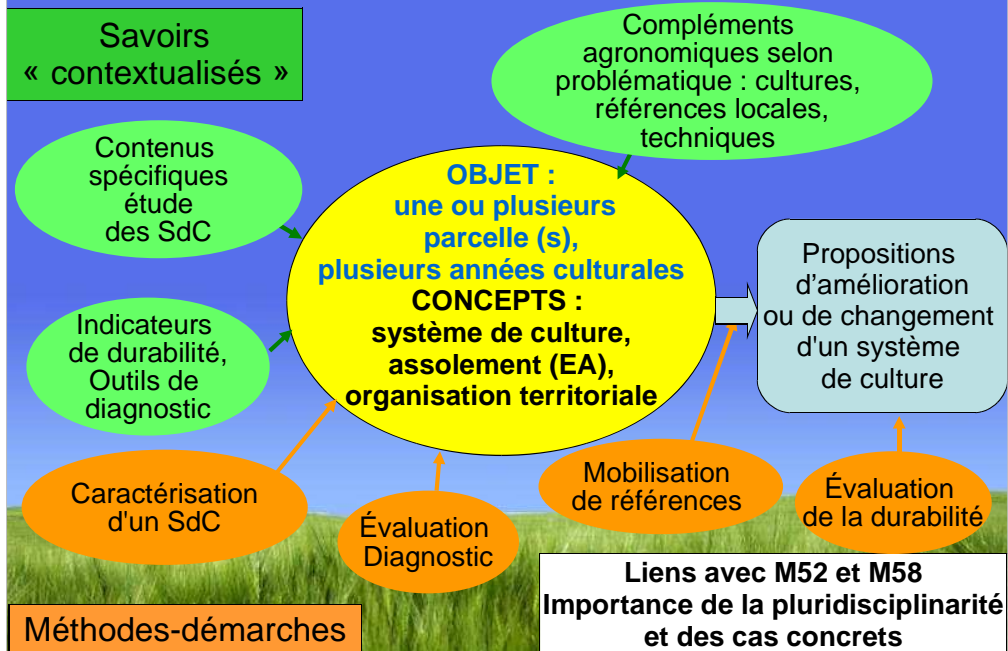 Savoirs
« contextualisés »
Compléments
agronomiques selon
problématique : cultures,
références locales,
techniques
Contenus
spécifiques
étude
des SdC
OBJET :
une ou plusieurs
parcelle (s),
plusieurs années culturales
CONCEPTS :
système de culture,
assolement (EA),
organisation territoriale
Propositions
d'amélioration
ou de changement
d'un système
de culture
Indicateurs
de durabilité,
Outils de
diagnostic
Caractérisation
d'un SdC
Évaluation
Diagnostic
Mobilisation
de références
Évaluation
de la durabilité
Méthodes-démarches
Liens avec M52 et M58
Importance de la pluridisciplinarité
et des cas concrets